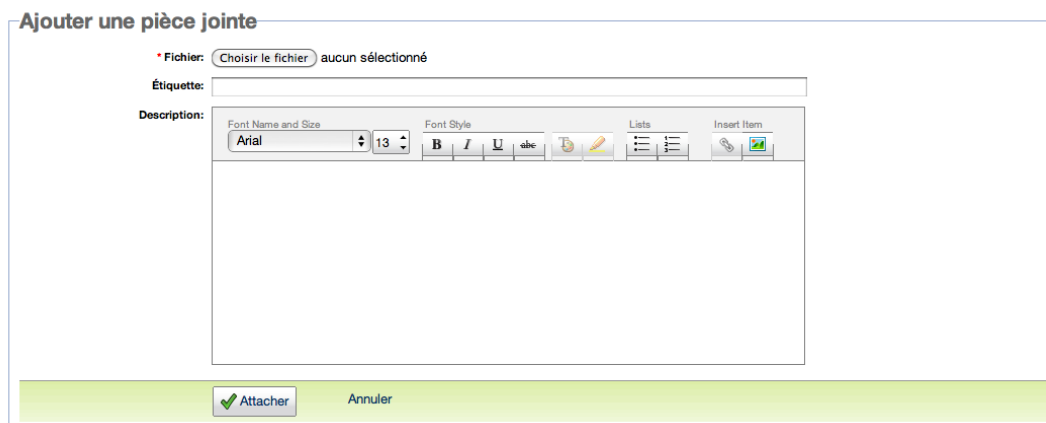 Ajouter une pièce jointe
* Fichier: Choisir le fichier aucun sélectionné
Étiquette:
Description:
Font Name and Size Font Style Lists Insert Item
Arial 13 B I U abc
Attacher Annuler